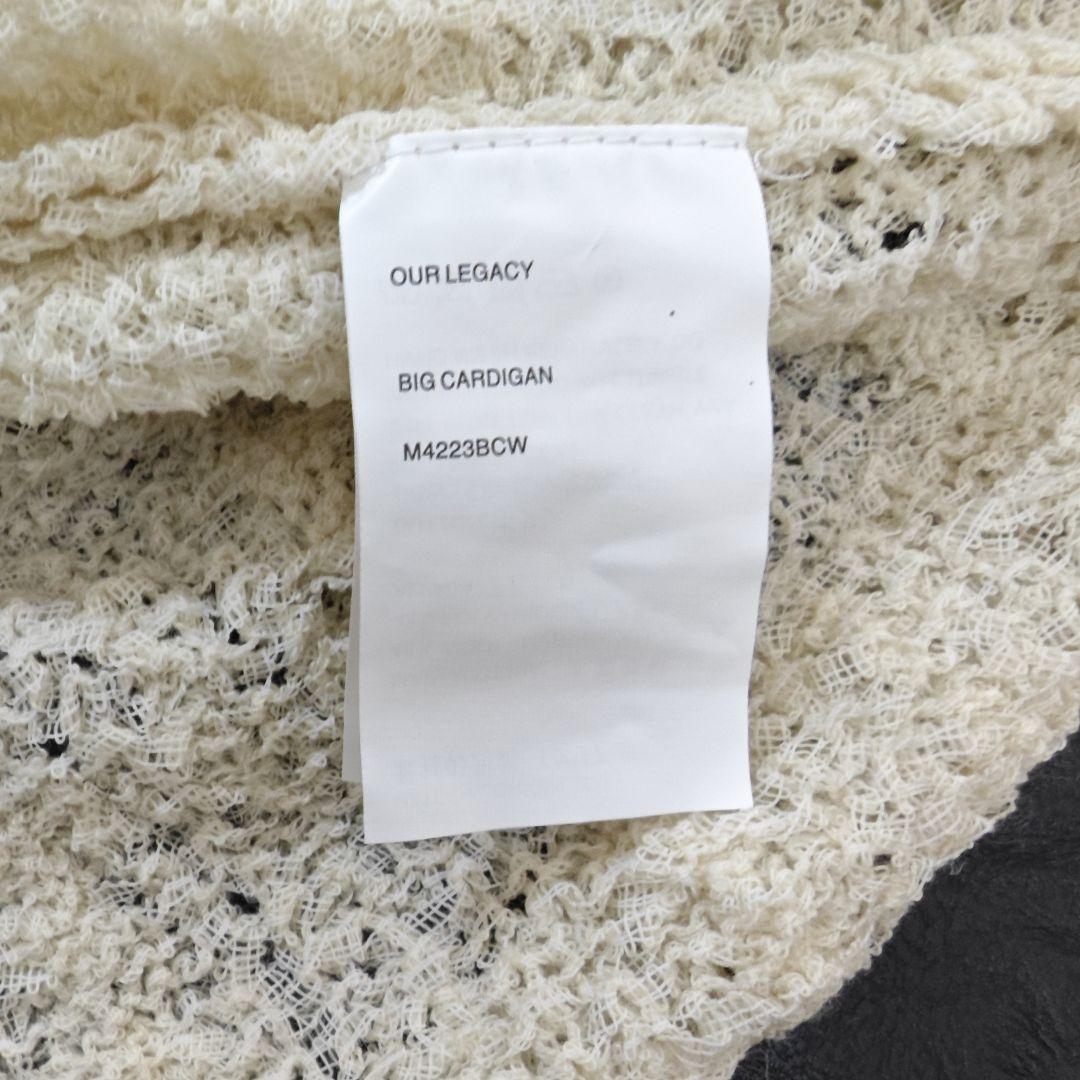 OUR LEGACY
BIG CARDIGAN
M4223BCW